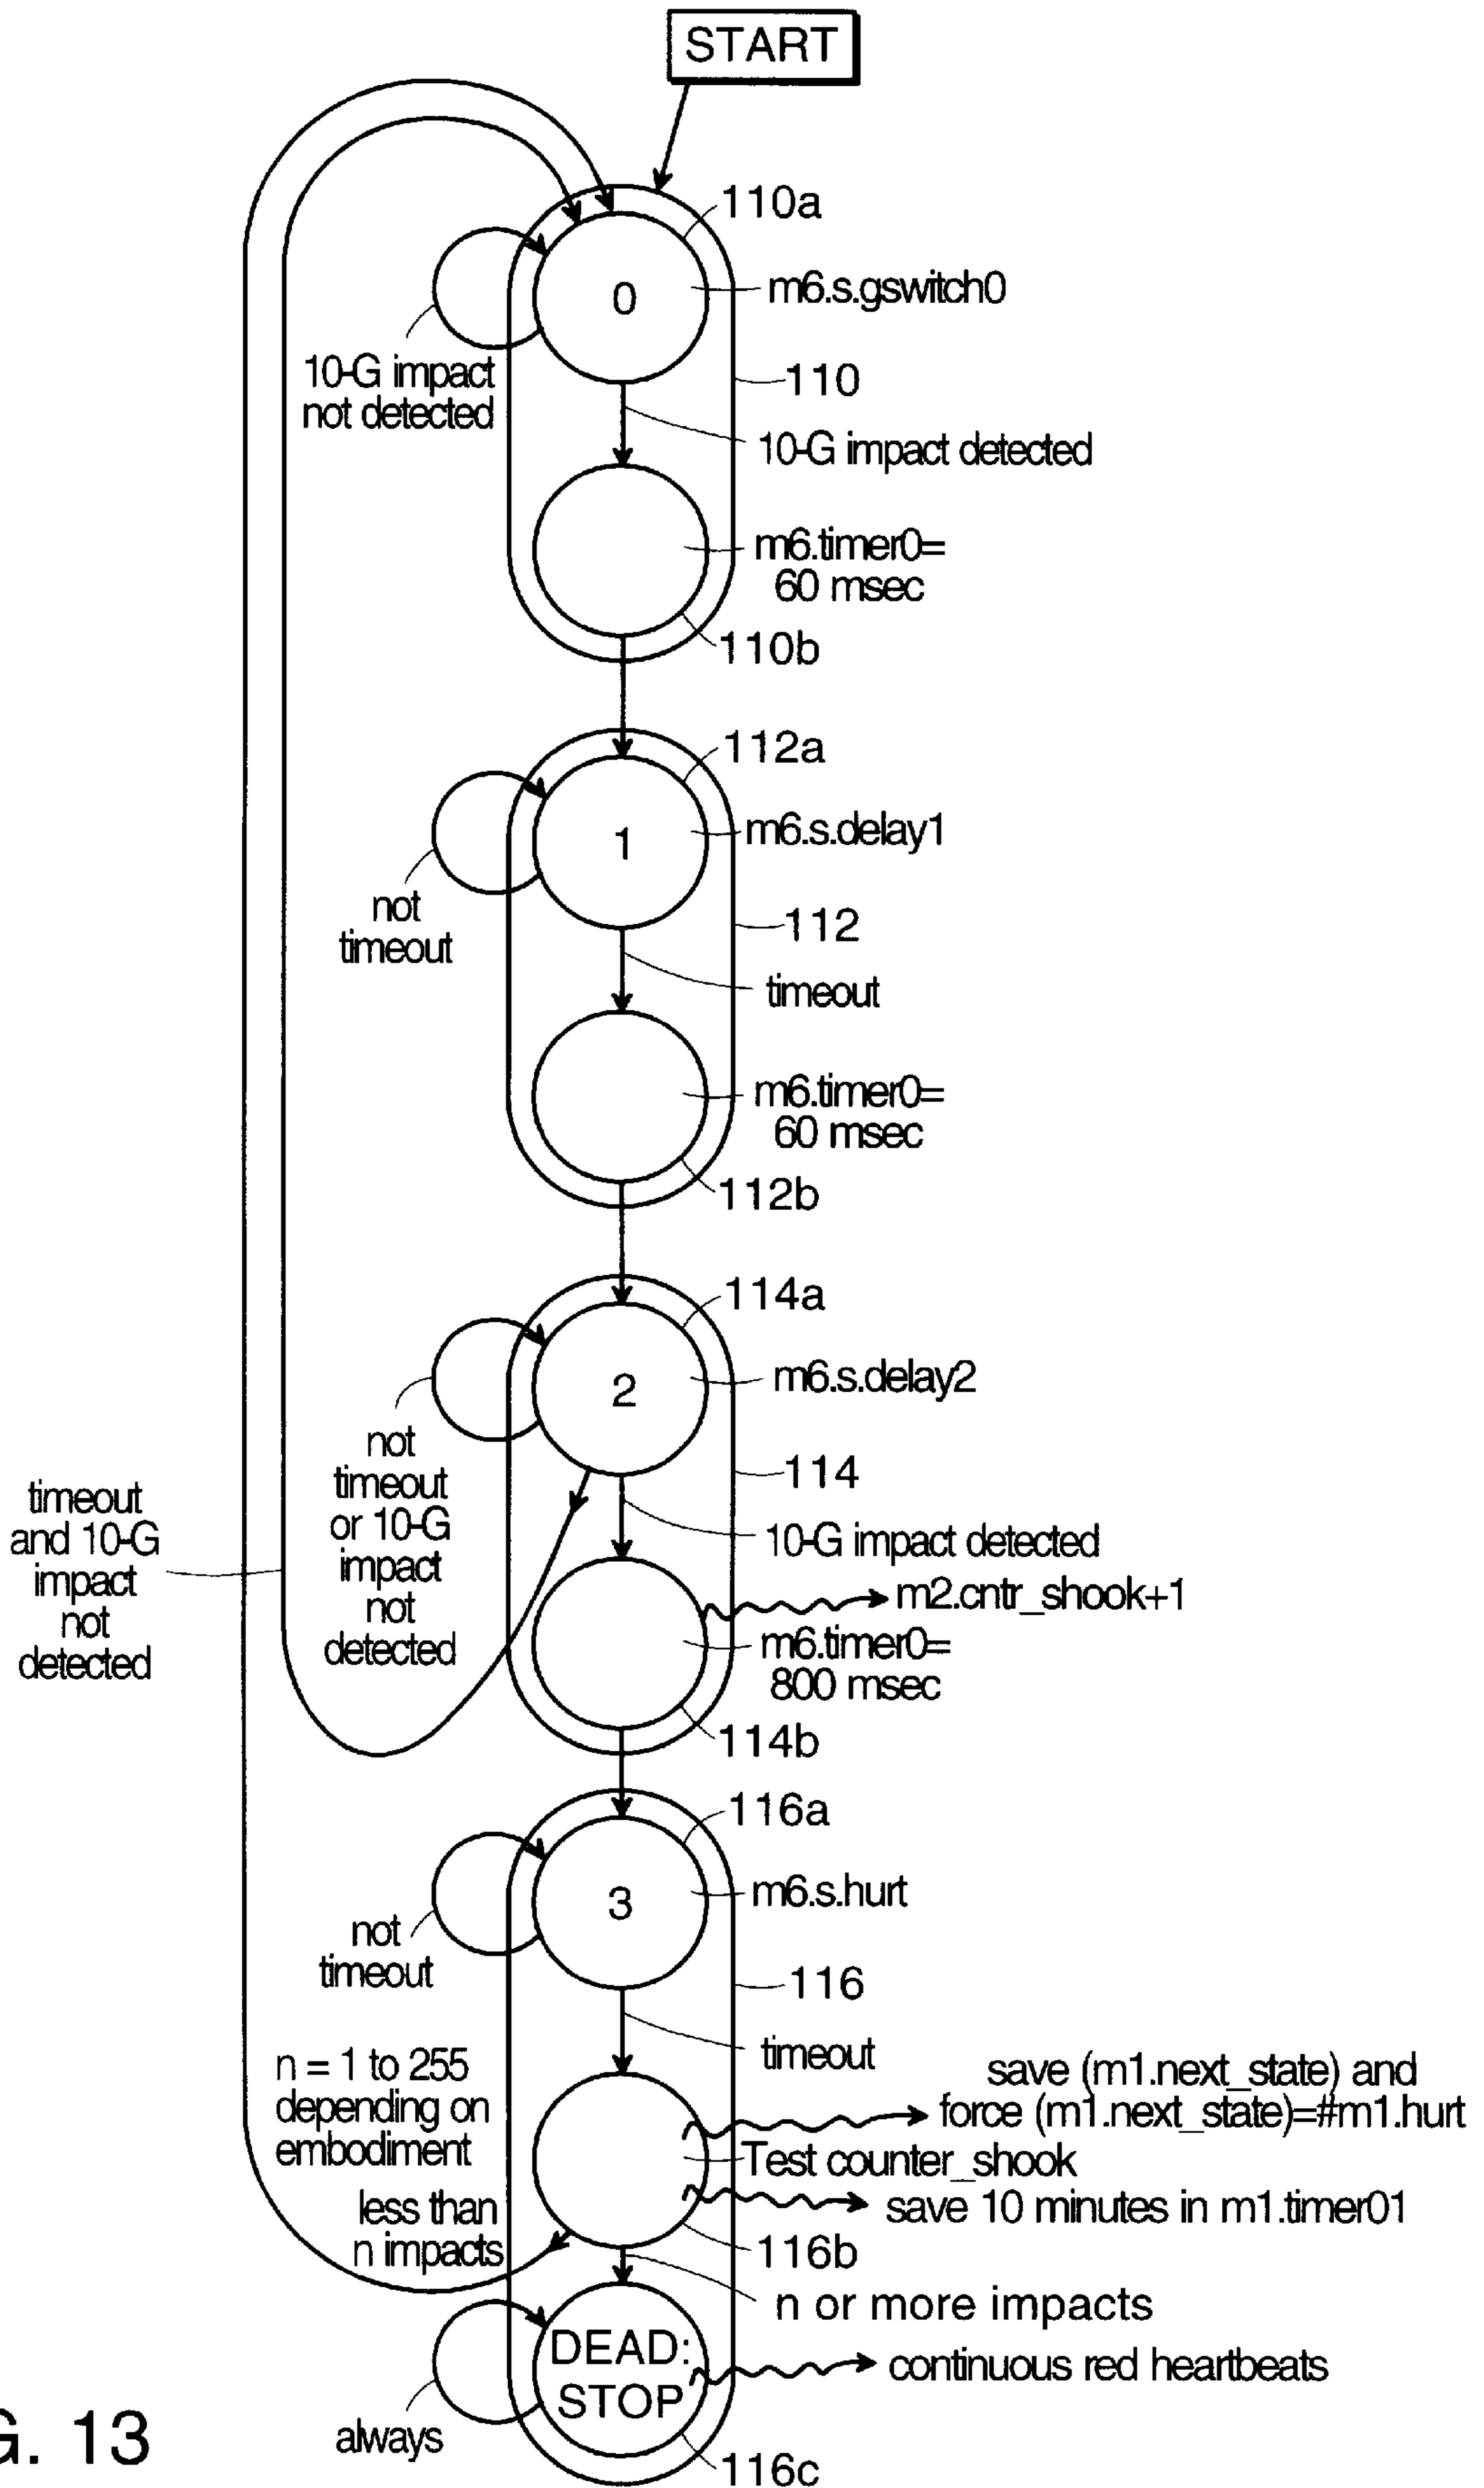 START
110a
m6.s.gswitch0
0
10-G impact
not detected
110
10-G impact detected
m6.timer0=
60 msec
110b
112a
m6.s.delay1
1
not
timeout
112
timeout
m6.timer0=
60 msec
112b
114a
m6.s.delay2
2
not
timeout
or 10-G
impact
not
detected
timeout
and 10-G
impact
not
detected
114
10-G impact detected
m2.cntr_shook+1
m6.timer0=
800 msec
114b
116a
m6.s.hurt
3
not
timeout
116
timeout
n = 1 to 255
depending on
embodiment
save (m1.next_state) and
force (m1.next_state)=#m1.hurt
Test counter_shook
save 10 minutes in m1.timer01
less than
n impacts
116b
n or more impacts
DEAD:
STOP
continuous red heartbeats
always
116c
G. 13